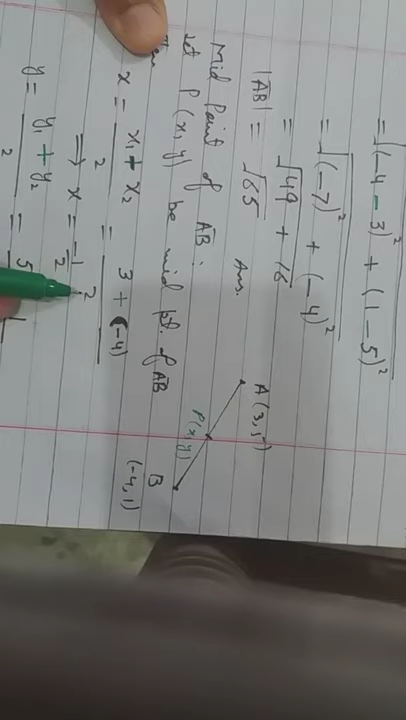 = √(-4 - 3)² + (1 - 5)²
= √(-7)² + (-4)²
= √49 + 16
|AB| = √65 Ans.
A (3,5)
P(x,y)
B
(-4,1)
Mid Point of AB :
let P(x,y) be mid pt. of AB
x = x₁ + x₂ / 2 = 3 + (-4) / 2
⇒ x = -1/2
y = y₁ + y₂ / 2 = 5